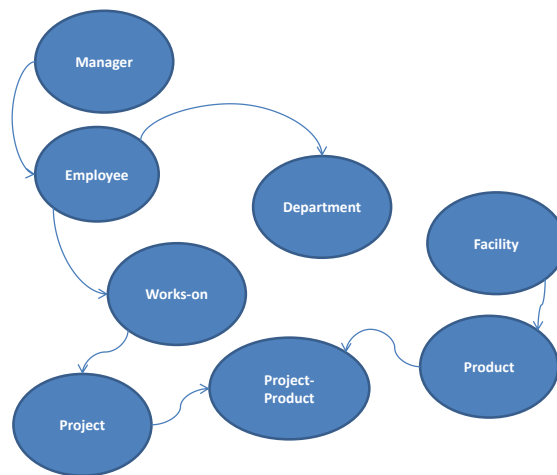 Manager
Employee
Department
Facility
Works-on
Product
Project-
Product
Project